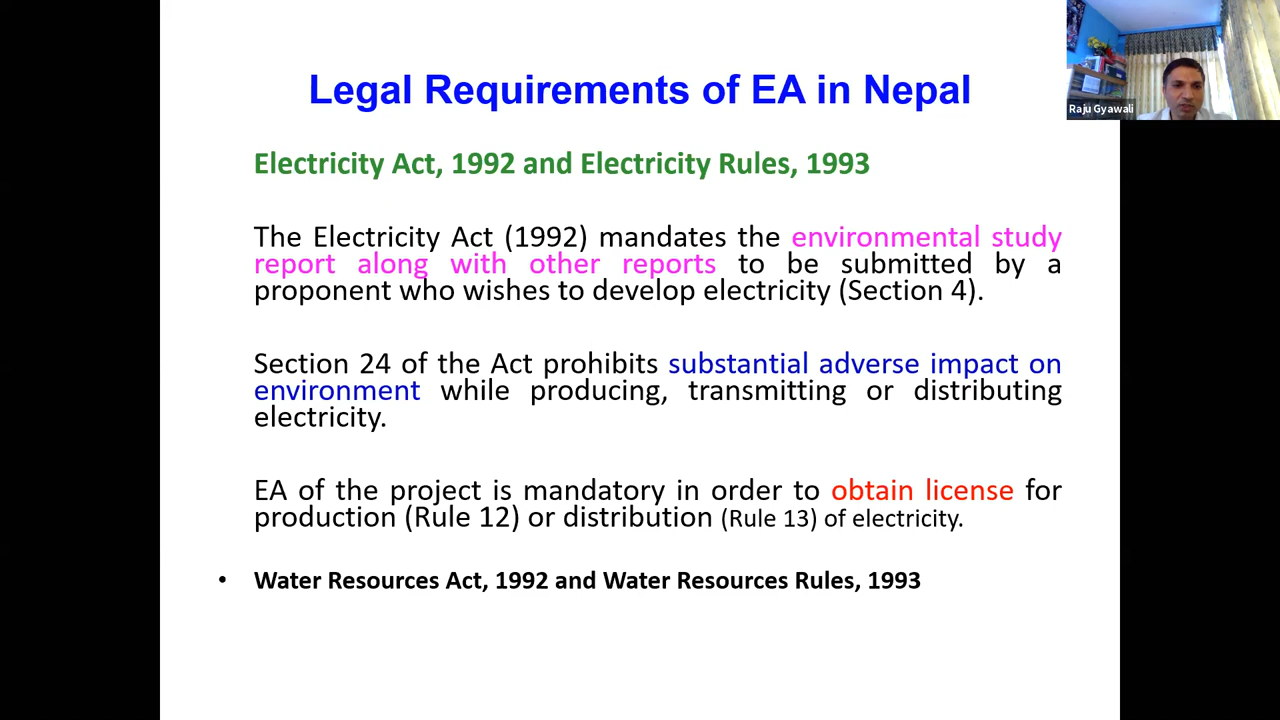 Legal Requirements of EA in Nepal
Raju Gyawali
Electricity Act, 1992 and Electricity Rules, 1993
The Electricity Act (1992) mandates the environmental study
report along with other reports to be submitted by a
proponent who wishes to develop electricity (Section 4).
Section 24 of the Act prohibits substantial adverse impact on
environment while producing, transmitting or distributing
electricity.
EA of the project is mandatory in order to obtain license for
production (Rule 12) or distribution (Rule 13) of electricity.
• Water Resources Act, 1992 and Water Resources Rules, 1993